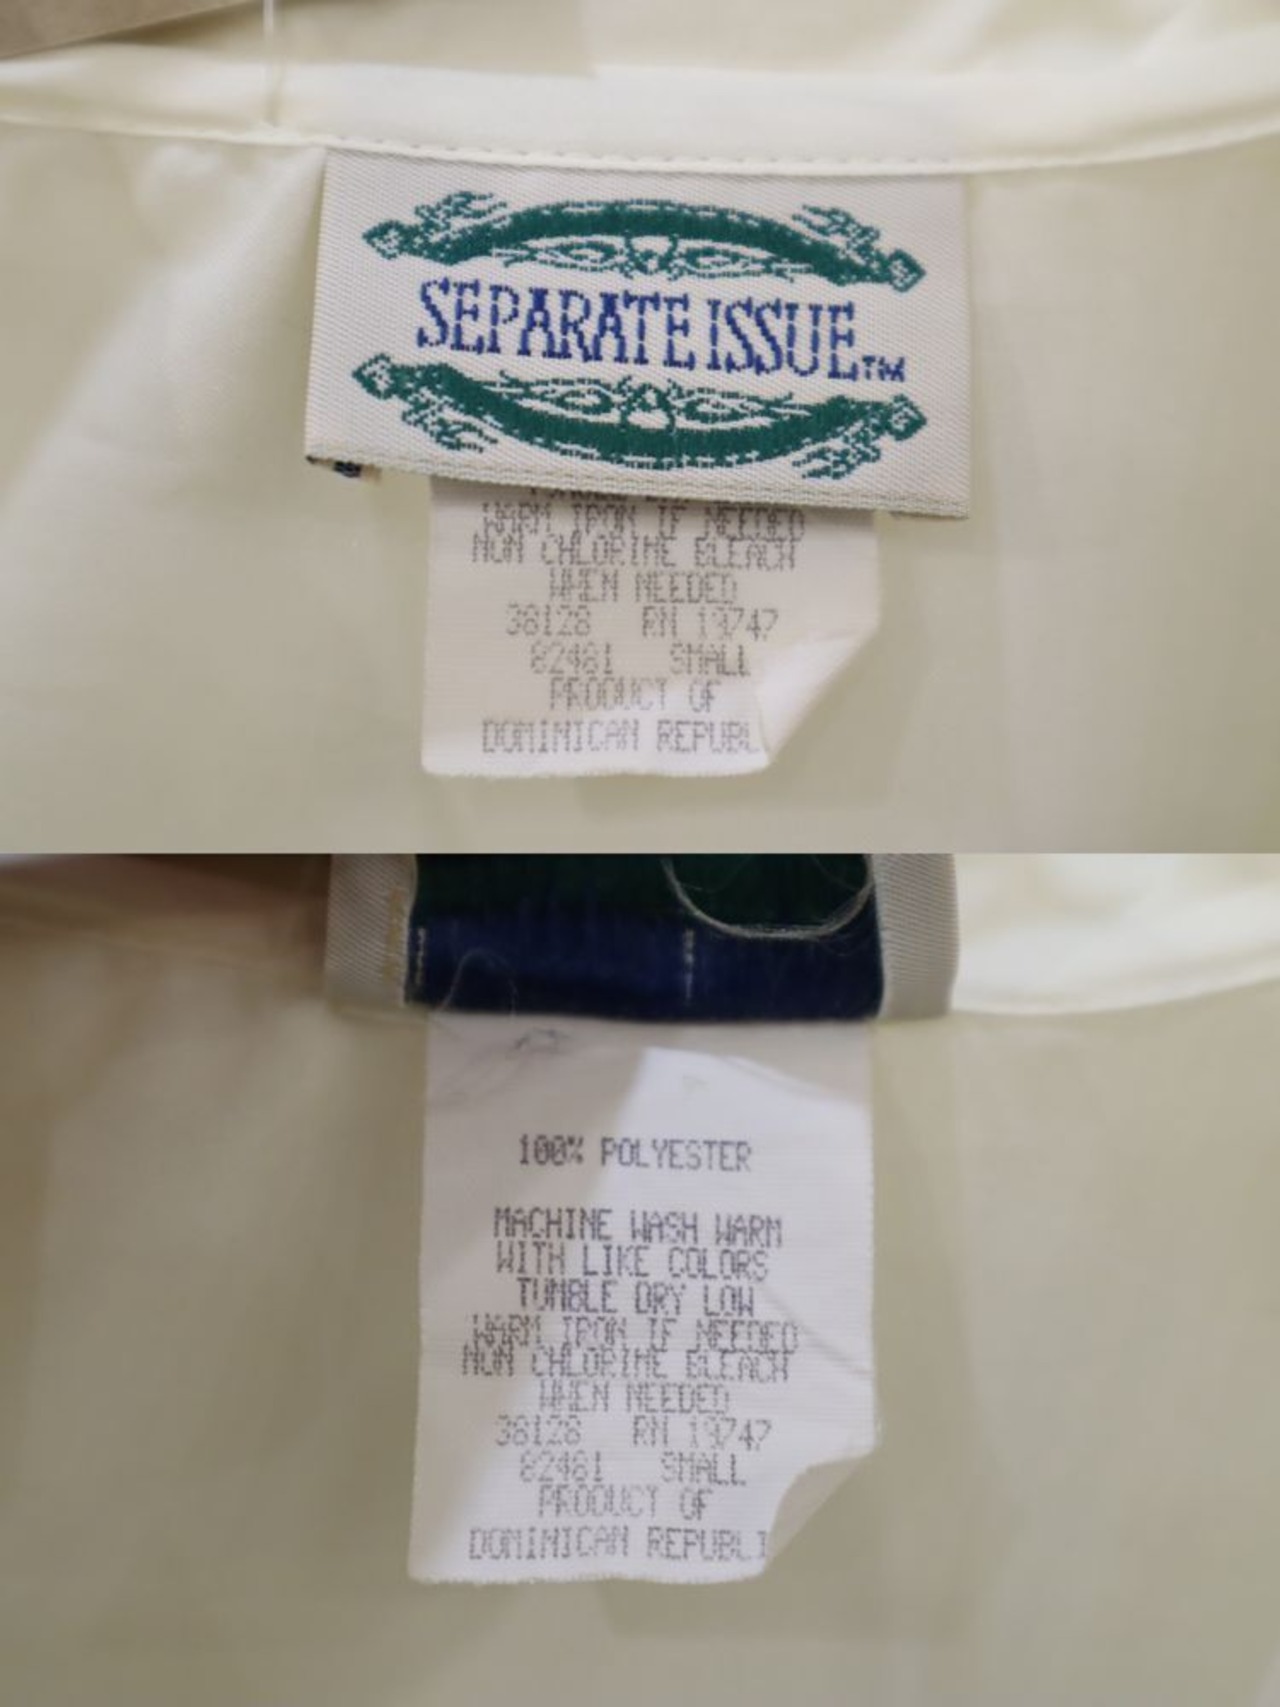 SEPARATE ISSUE™
WARM IRON IF NEEDED
NON CHLORINE BLEACH
WHEN NEEDED
38128 RN 19747
82481 SMALL
PRODUCT OF
DOMINICAN REPUBL
100% POLYESTER
MACHINE WASH WARM
WITH LIKE COLORS
TUMBLE DRY LOW
WARM IRON IF NEEDED
NON CHLORINE BLEACH
WHEN NEEDED
38128 RN 19747
82481 SMALL
PRODUCT OF
DOMINICAN REPUBLI